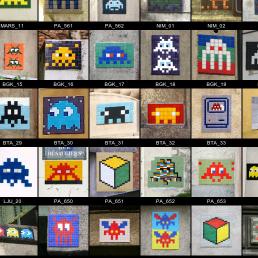 MARS_11 PA_561 PA_562 NIM_01 NIM_02
BGK_15 BGK_16 BGK_17 BGK_18 BGK_19
BTA_29 BTA_30 BTA_31 BTA_32 BTA_33
LJU_20 PA_650 PA_651 PA_652 PA_653